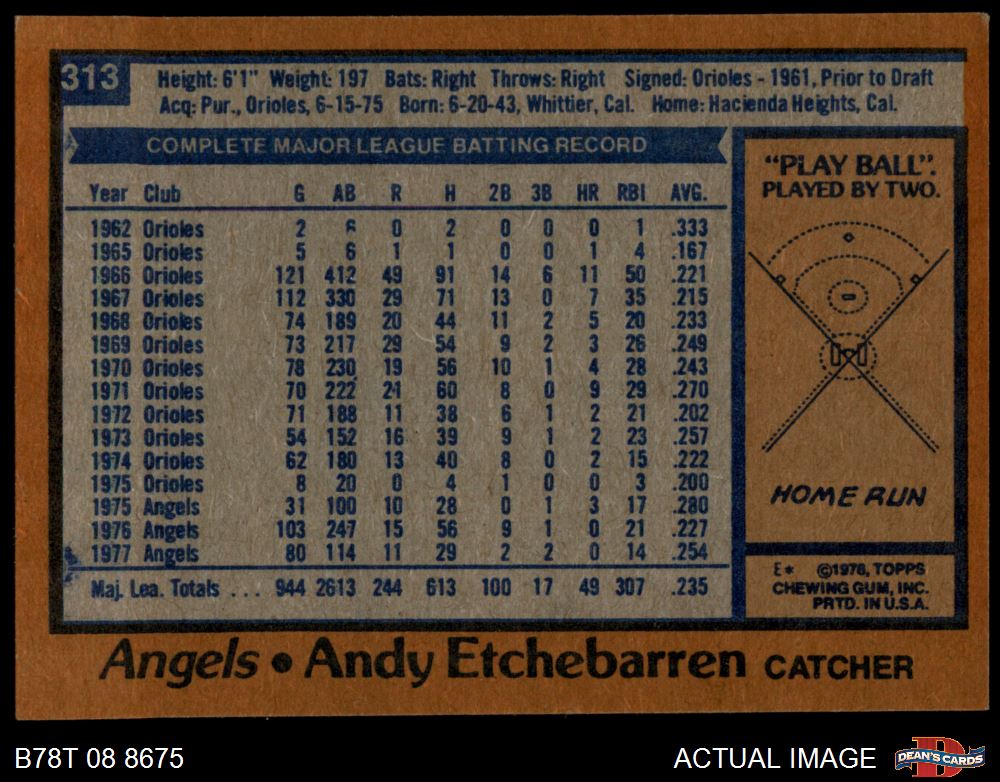 313
Height: 6'1" Weight: 197 Bats: Right Throws: Right Signed: Orioles - 1961, Prior to Draft
Acq: Pur., Orioles, 6-15-75 Born: 6-20-43, Whittier, Cal. Home: Hacienda Heights, Cal.
COMPLETE MAJOR LEAGUE BATTING RECORD
Year Club G AB R H 2B 3B HR RBI AVG.
1962 Orioles 2 6 0 2 0 0 0 1 .333
1965 Orioles 5 6 1 1 0 0 1 4 .167
1966 Orioles 121 412 49 91 14 6 11 50 .221
1967 Orioles 112 330 29 71 13 0 7 35 .215
1968 Orioles 74 189 20 44 11 2 5 20 .233
1969 Orioles 73 217 29 54 9 2 3 26 .249
1970 Orioles 78 230 19 56 10 1 4 28 .243
1971 Orioles 70 222 21 60 8 0 9 29 .270
1972 Orioles 71 188 11 38 6 1 2 21 .202
1973 Orioles 54 152 16 39 9 1 2 23 .257
1974 Orioles 62 180 13 40 8 0 2 15 .222
1975 Orioles 8 20 0 4 1 0 0 3 .200
1975 Angels 31 100 10 28 0 1 3 17 .280
1976 Angels 103 247 15 56 9 1 0 21 .227
1977 Angels 80 114 11 29 2 2 0 14 .254
Maj. Lea. Totals ... 944 2613 244 613 100 17 49 307 .235
"PLAY BALL".
PLAYED BY TWO.
HOME RUN
E* ©1978, TOPPS
CHEWING GUM, INC.
PRTD. IN U.S.A.
Angels • Andy Etchebarren CATCHER
B78T 08 8675
ACTUAL IMAGE
D
DEAN'S CARDS